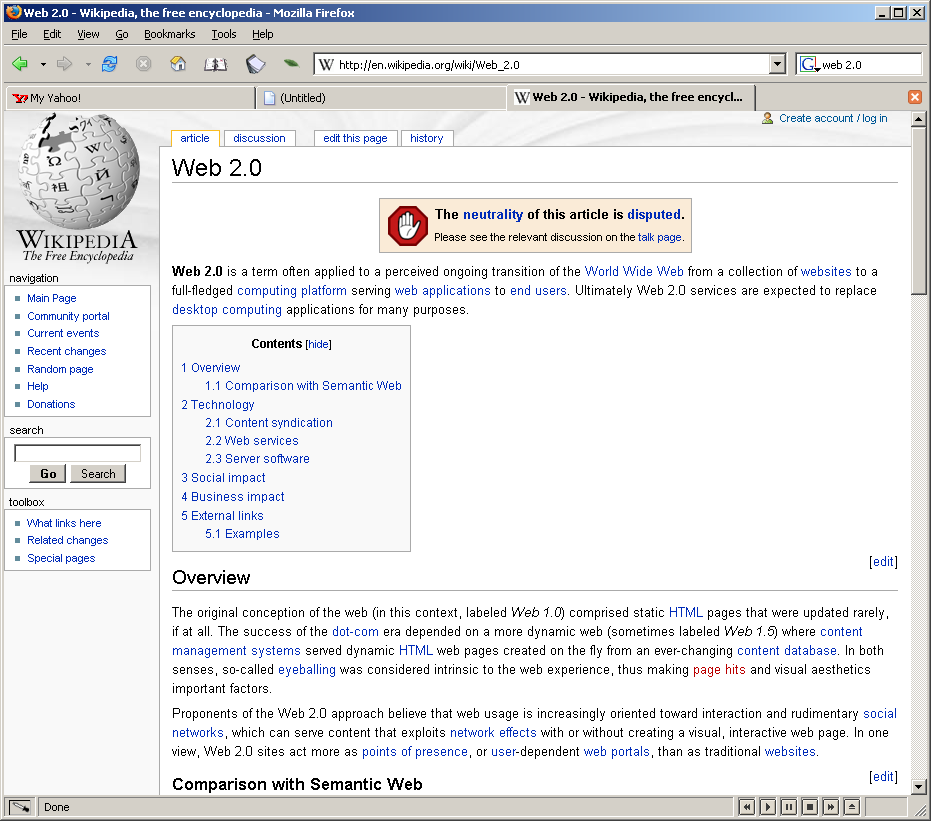 Web 2.0 - Wikipedia, the free encyclopedia - Mozilla Firefox
File Edit View Go Bookmarks Tools Help
W http://en.wikipedia.org/wiki/Web_2.0 G web 2.0
My Yahoo! (Untitled) W Web 2.0 - Wikipedia, the free encycl...
Create account / log in
article discussion edit this page history
WIKIPEDIA
The Free Encyclopedia
navigation
Main Page
Community portal
Current events
Recent changes
Random page
Help
Donations
search
Go Search
toolbox
What links here
Related changes
Special pages
Web 2.0
The neutrality of this article is disputed.
Please see the relevant discussion on the talk page.
Web 2.0 is a term often applied to a perceived ongoing transition of the World Wide Web from a collection of websites to a
full-fledged computing platform serving web applications to end users. Ultimately Web 2.0 services are expected to replace
desktop computing applications for many purposes.
Contents [hide]
1 Overview
1.1 Comparison with Semantic Web
2 Technology
2.1 Content syndication
2.2 Web services
2.3 Server software
3 Social impact
4 Business impact
5 External links
5.1 Examples
[edit]
Overview
The original conception of the web (in this context, labeled Web 1.0) comprised static HTML pages that were updated rarely,
if at all. The success of the dot-com era depended on a more dynamic web (sometimes labeled Web 1.5) where content
management systems served dynamic HTML web pages created on the fly from an ever-changing content database. In both
senses, so-called eyeballing was considered intrinsic to the web experience, thus making page hits and visual aesthetics
important factors.
Proponents of the Web 2.0 approach believe that web usage is increasingly oriented toward interaction and rudimentary social
networks, which can serve content that exploits network effects with or without creating a visual, interactive web page. In one
view, Web 2.0 sites act more as points of presence, or user-dependent web portals, than as traditional websites.
[edit]
Comparison with Semantic Web
Done